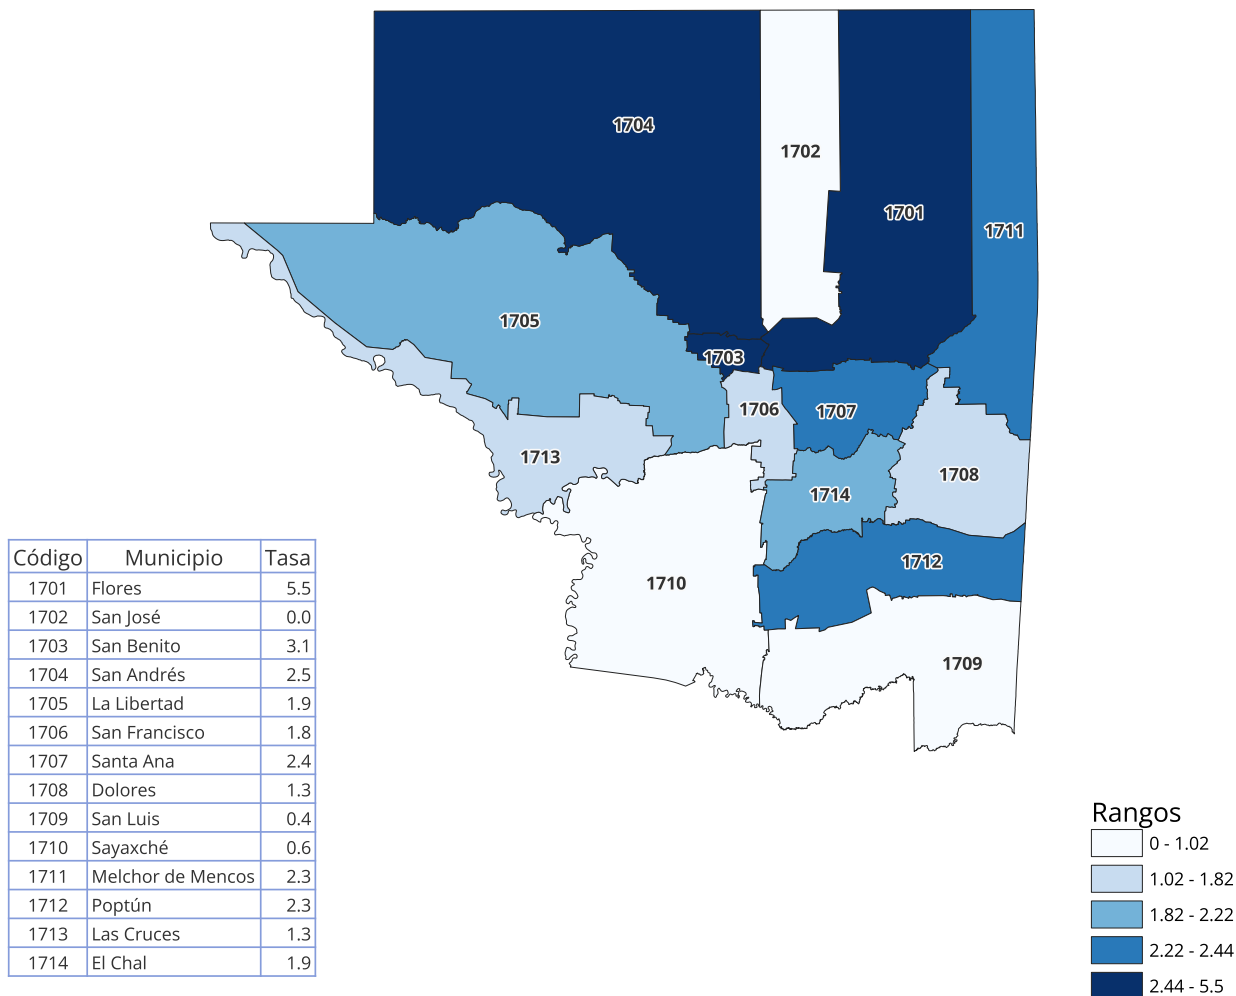 1704
1702
1701
1711
1705
1703
1706
1707
1713
1708
1714
1712
1710
1709
Código Municipio Tasa
1701 Flores 5.5
1702 San José 0.0
1703 San Benito 3.1
1704 San Andrés 2.5
1705 La Libertad 1.9
1706 San Francisco 1.8
1707 Santa Ana 2.4
1708 Dolores 1.3
1709 San Luis 0.4
1710 Sayaxché 0.6
1711 Melchor de Mencos 2.3
1712 Poptún 2.3
1713 Las Cruces 1.3
1714 El Chal 1.9
Rangos
0 - 1.02
1.02 - 1.82
1.82 - 2.22
2.22 - 2.44
2.44 - 5.5